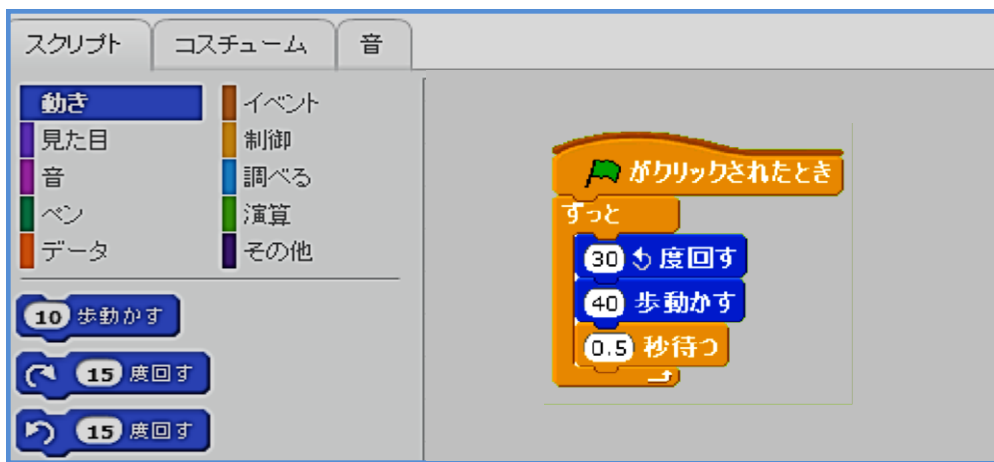 スクリプト コスチューム 音
動き イベント
見た目 制御
音 調べる
ペン 演算
データ その他
10 歩動かす
15 度回す
15 度回す
がクリックされたとき
ずっと
30 度回す
40 歩動かす
0.5 秒待つ